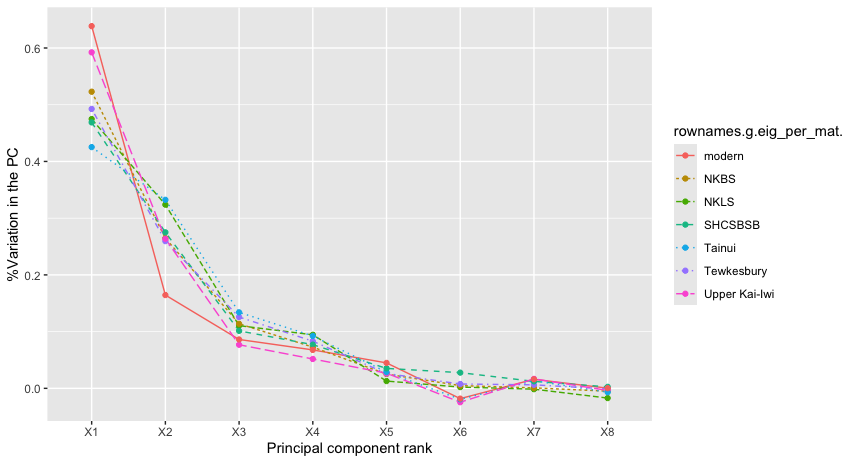 0.6
0.4
0.2
0.0
%Variation in the PC
X1 X2 X3 X4 X5 X6 X7 X8
Principal component rank
rownames.g.eig_per_mat.
modern
NKBS
NKLS
SHCSBSB
Tainui
Tewkesbury
Upper Kai-Iwi